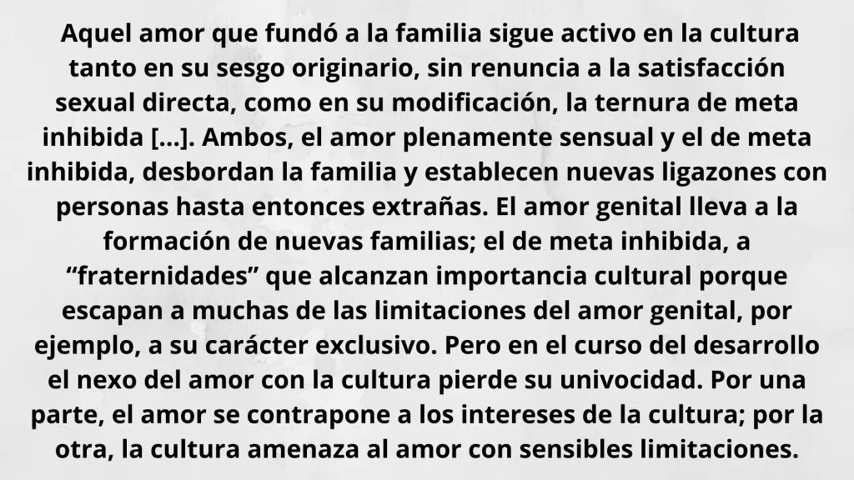 Aquel amor que fundó a la familia sigue activo en la cultura
tanto en su sesgo originario, sin renuncia a la satisfacción
sexual directa, como en su modificación, la ternura de meta
inhibida [...]. Ambos, el amor plenamente sensual y el de meta
inhibida, desbordan la familia y establecen nuevas ligazones con
personas hasta entonces extrañas. El amor genital lleva a la
formación de nuevas familias; el de meta inhibida, a
“fraternidades” que alcanzan importancia cultural porque
escapan a muchas de las limitaciones del amor genital, por
ejemplo, a su carácter exclusivo. Pero en el curso del desarrollo
el nexo del amor con la cultura pierde su univocidad. Por una
parte, el amor se contrapone a los intereses de la cultura; por la
otra, la cultura amenaza al amor con sensibles limitaciones.